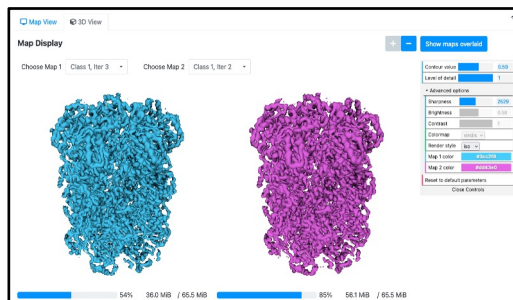 Map View
3D View
Map Display
Show maps overlaid
Choose Map 1
Class 1, Iter 3
Choose Map 2
Class 1, Iter 2
Contour value
Level of detail
1
Advanced options
Sharpness
Brightness
Contrast
1
Colormap
Render style
iso
Map 1 color
Map 2 color
Reset to default parameters
Close Controls
54%
36.0 MiB
/ 65.5 MiB
85%
56.1 MiB
/ 65.5 MiB